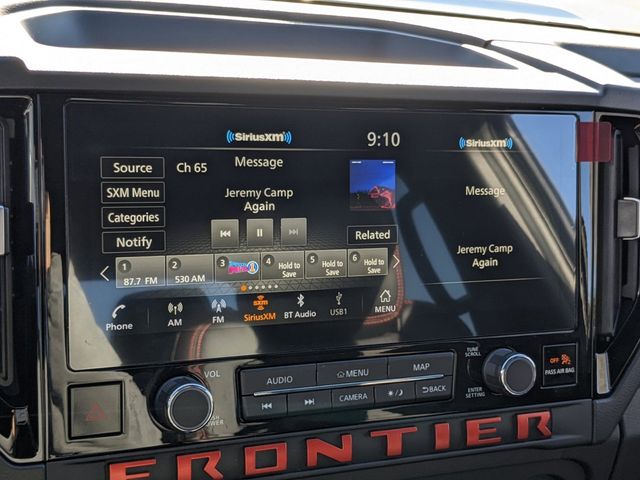 SiriusXM
9:10
SiriusXM
Source
Ch 65
Message
SXM Menu
Jeremy Camp
Again
Categories
Notify
Related
1
87.7 FM
2
530 AM
3
4
Hold to
Save
5
Hold to
Save
6
Hold to
Save
Phone
AM
FM
sxm
SiriusXM
BT Audio
USB1
MENU
Message
Jeremy Camp
Again
VOL
AUDIO
MENU
MAP
CAMERA
BACK
TUNE
SCROLL
ENTER
SETTING
OFF
PASS AIR BAG
FRONTIER